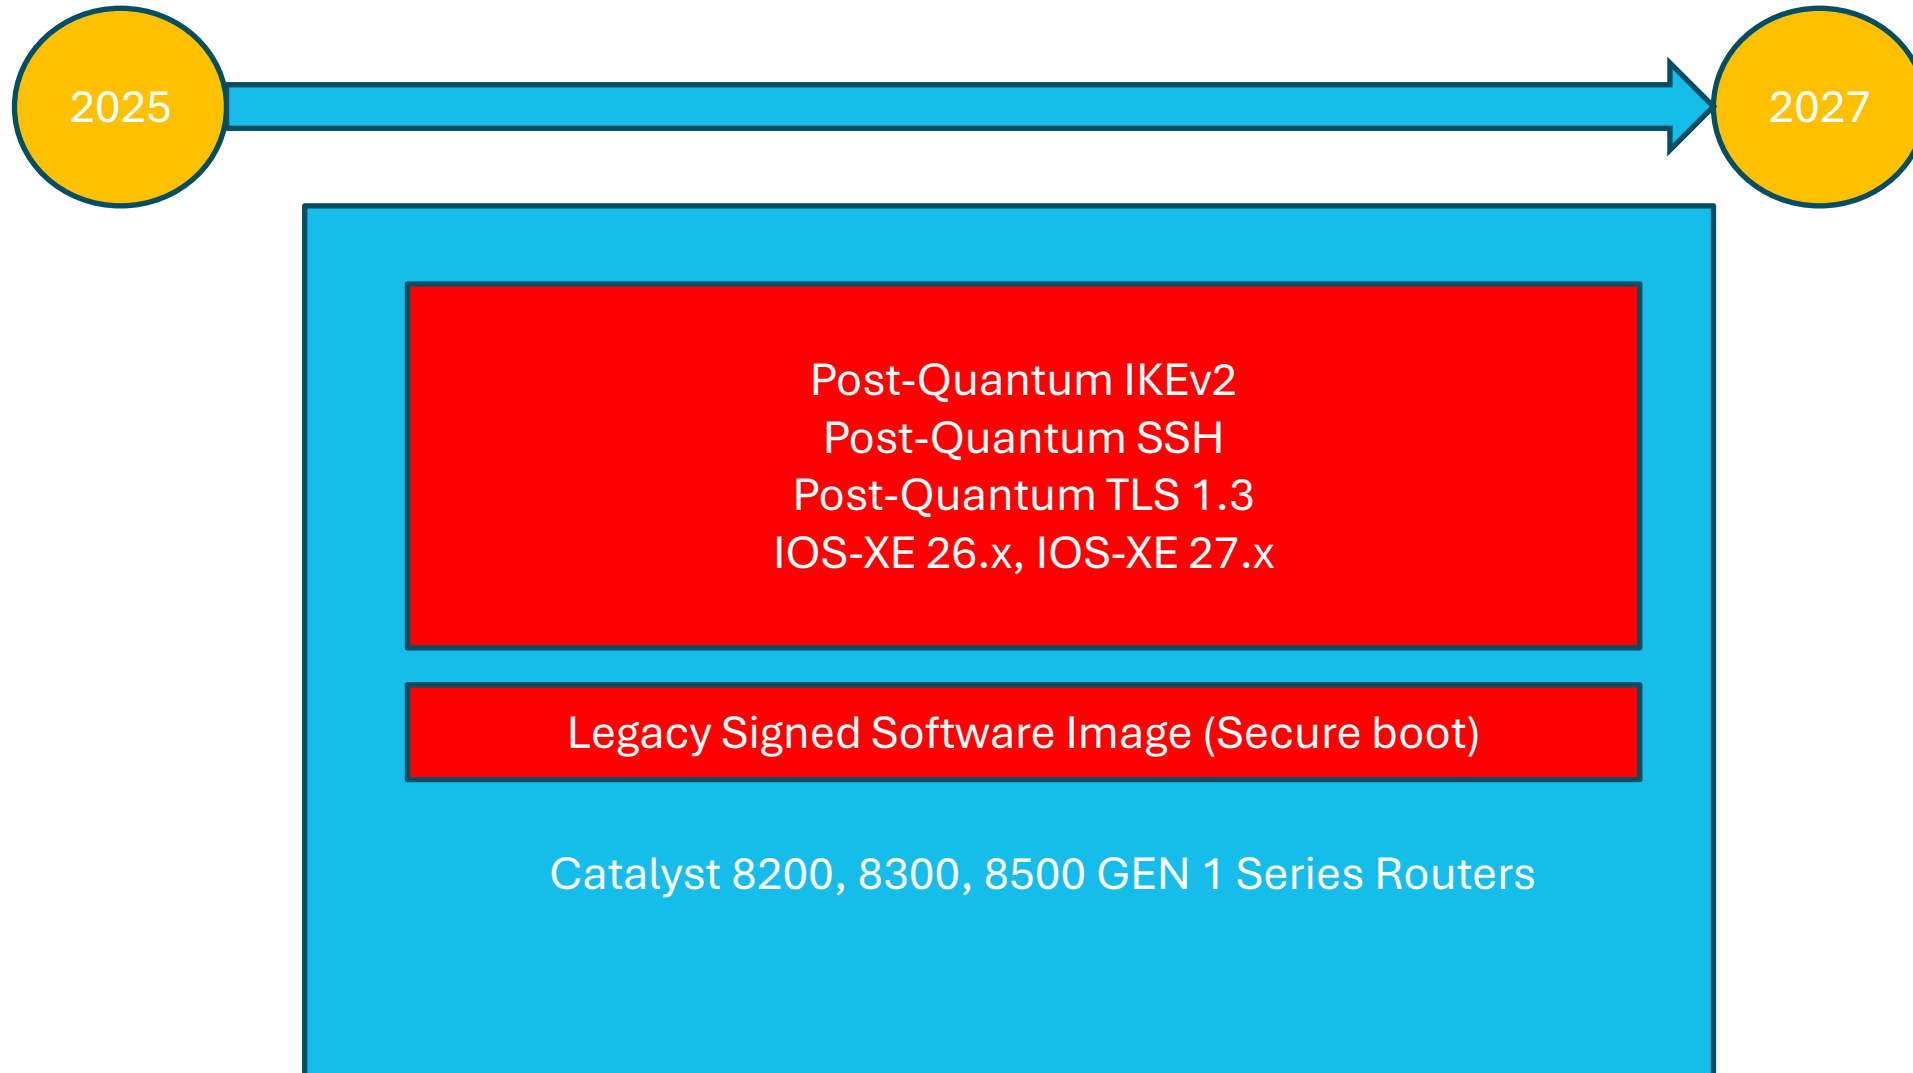 2025
2027
Post-Quantum IKEv2
Post-Quantum SSH
Post-Quantum TLS 1.3
IOS-XE 26.x, IOS-XE 27.x
Legacy Signed Software Image (Secure boot)
Catalyst 8200, 8300, 8500 GEN 1 Series Routers